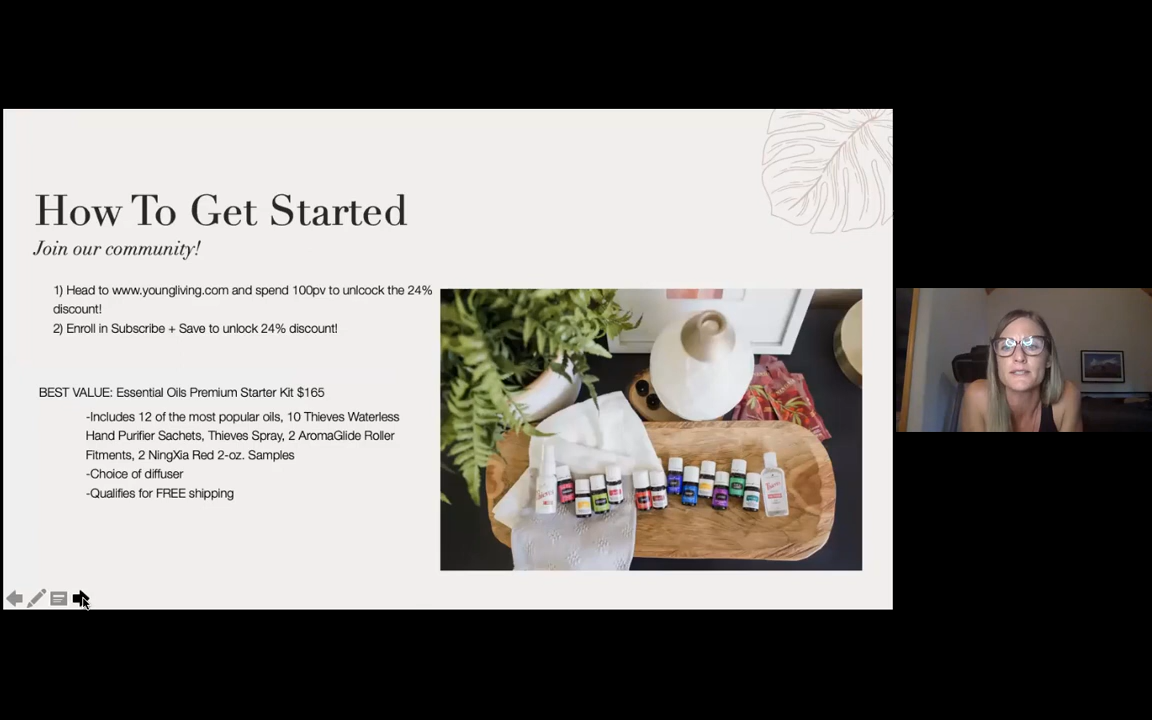 How To Get Started
Join our community!
1) Head to www.youngliving.com and spend 100pv to unlcock the 24%
discount!
2) Enroll in Subscribe + Save to unlock 24% discount!
BEST VALUE: Essential Oils Premium Starter Kit $165
-Includes 12 of the most popular oils, 10 Thieves Waterless
Hand Purifier Sachets, Thieves Spray, 2 AromaGlide Roller
Fitments, 2 NingXia Red 2-oz. Samples
-Choice of diffuser
-Qualifies for FREE shipping